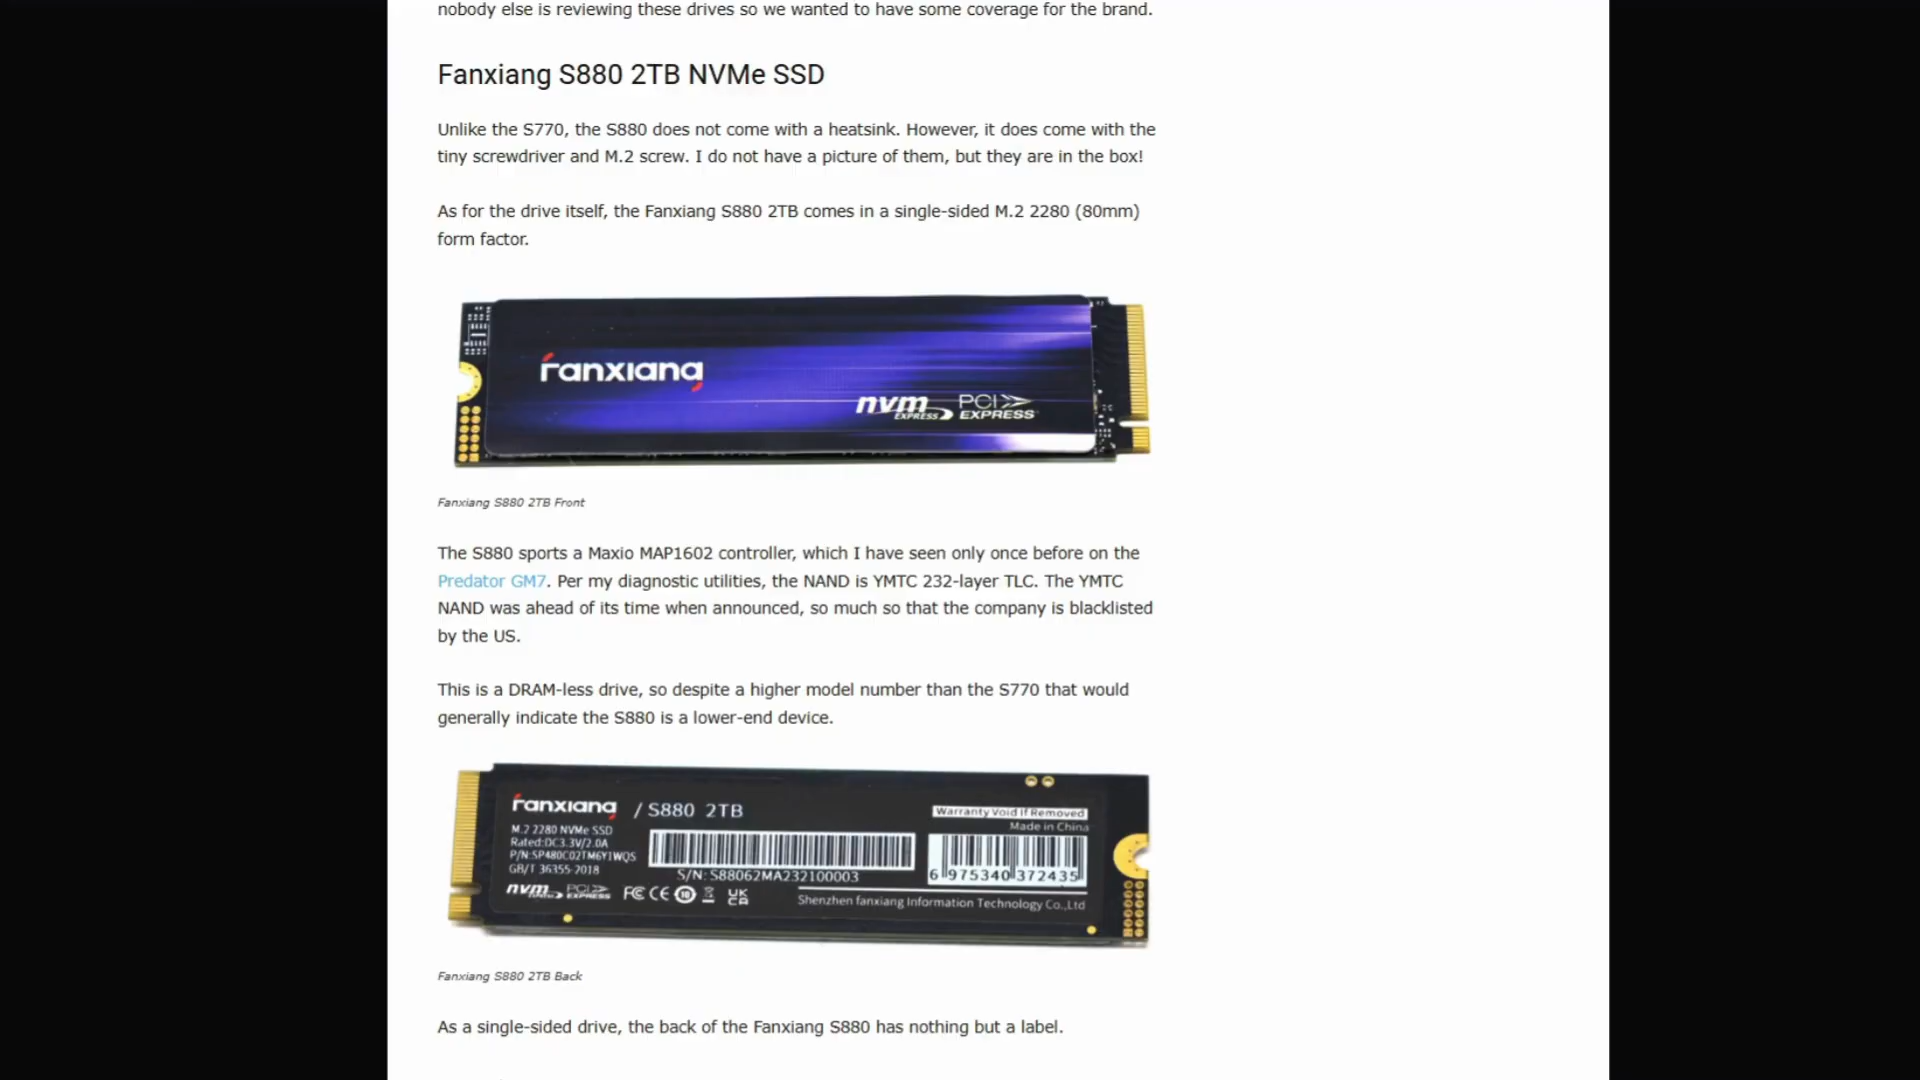 nobody else is reviewing these drives so we wanted to have some coverage for the brand.
Fanxiang S880 2TB NVMe SSD
Unlike the S770, the S880 does not come with a heatsink. However, it does come with the
tiny screwdriver and M.2 screw. I do not have a picture of them, but they are in the box!
As for the drive itself, the Fanxiang S880 2TB comes in a single-sided M.2 2280 (80mm)
form factor.
fanxiang
nvm EXPRESS PCI EXPRESS
Fanxiang S880 2TB Front
The S880 sports a Maxio MAP1602 controller, which I have seen only once before on the
Predator GM7. Per my diagnostic utilities, the NAND is YMTC 232-layer TLC. The YMTC
NAND was ahead of its time when announced, so much so that the company is blacklisted
by the US.
This is a DRAM-less drive, so despite a higher model number than the S770 that would
generally indicate the S880 is a lower-end device.
fanxiang / S880 2TB
Warranty Void If Removed
Made in China
M.2 2280 NVMe SSD
Rated:DC3.3V/2.0A
P/N:SP480C02TM6Y1WQS
GB/T 36355-2018
S/N: S88062MA232100003
6 975340 372435
nvm EXPRESS PCI EXPRESS FC CE 10 UK CA
Shenzhen fanxiang Information Technology Co.,Ltd
Fanxiang S880 2TB Back
As a single-sided drive, the back of the Fanxiang S880 has nothing but a label.